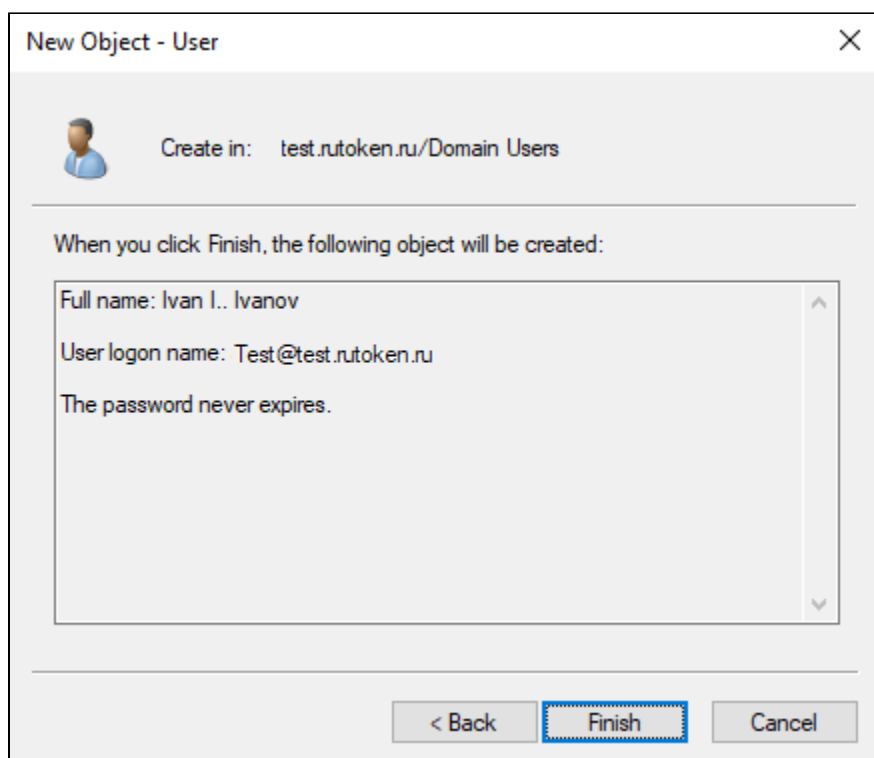 New Object - User
Create in: test.rutoken.ru/Domain Users
When you click Finish, the following object will be created:
Full name: Ivan I.. Ivanov
User logon name: Test@test.rutoken.ru
The password never expires.
< Back Finish Cancel